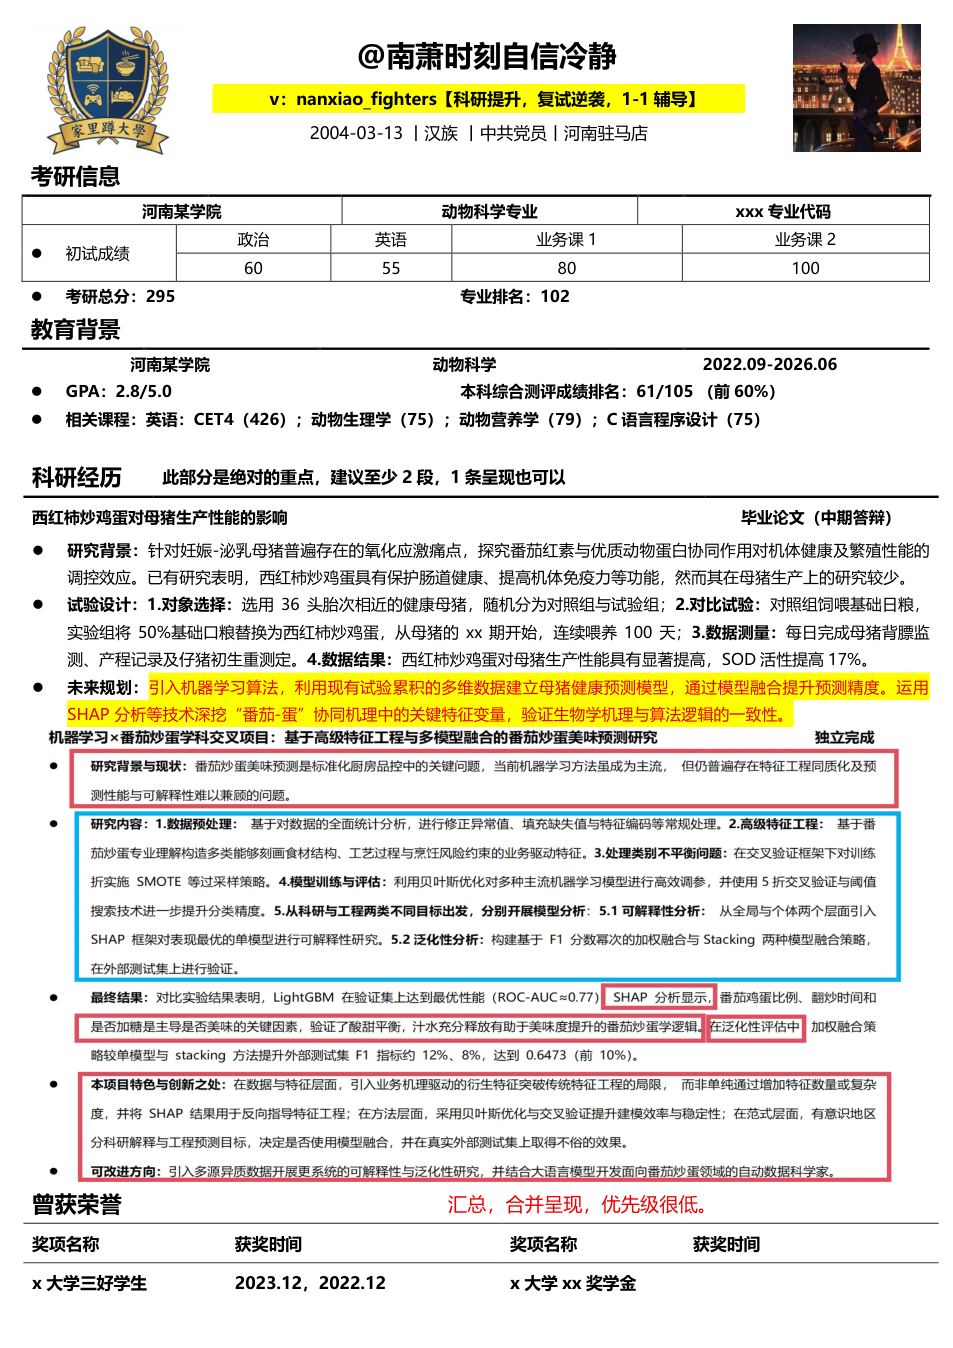 家里蹲大學
@南萧时刻自信冷静
v：nanxiao_fighters【科研提升，复试逆袭，1-1 辅导】
2004-03-13 丨汉族 丨中共党员丨河南驻马店
考研信息
河南某学院 动物科学专业 xxx 专业代码
● 初试成绩 政治 英语 业务课 1 业务课 2
60 55 80 100
● 考研总分：295 专业排名：102
教育背景
河南某学院 动物科学 2022.09-2026.06
● GPA：2.8/5.0 本科综合测评成绩排名：61/105 （前 60%）
● 相关课程：英语：CET4（426）；动物生理学（75）；动物营养学（79）；C 语言程序设计（75）
科研经历 此部分是绝对的重点，建议至少 2 段，1 条呈现也可以
西红柿炒鸡蛋对母猪生产性能的影响 毕业论文（中期答辩）
● 研究背景：针对妊娠-泌乳母猪普遍存在的氧化应激痛点，探究番茄红素与优质动物蛋白协同作用对机体健康及繁殖性能的
调控效应。已有研究表明，西红柿炒鸡蛋具有保护肠道健康、提高机体免疫力等功能，然而其在母猪生产上的研究较少。
● 试验设计：1.对象选择：选用 36 头胎次相近的健康母猪，随机分为对照组与试验组；2.对比试验：对照组饲喂基础日粮，
实验组将 50%基础口粮替换为西红柿炒鸡蛋，从母猪的 xx 期开始，连续喂养 100 天；3.数据测量：每日完成母猪背膘监
测、产程记录及仔猪初生重测定。4.数据结果：西红柿炒鸡蛋对母猪生产性能具有显著提高，SOD 活性提高 17%。
● 未来规划：引入机器学习算法，利用现有试验累积的多维数据建立母猪健康预测模型，通过模型融合提升预测精度。运用
SHAP 分析等技术深挖“番茄-蛋”协同机理中的关键特征变量，验证生物学机理与算法逻辑的一致性。
机器学习×番茄炒蛋学科交叉项目：基于高级特征工程与多模型融合的番茄炒蛋美味预测研究 独立完成
● 研究背景与现状：番茄炒蛋美味预测是标准化厨房品控中的关键问题，当前机器学习方法虽成为主流， 但仍普遍存在特征工程同质化及预
测性能与可解释性难以兼顾的问题。
● 研究内容：1.数据预处理： 基于对数据的全面统计分析，进行修正异常值、填充缺失值与特征编码等常规处理。2.高级特征工程： 基于番
茄炒蛋专业理解构造多类能够刻画食材结构、工艺过程与烹饪风险约束的业务驱动特征。3.处理类别不平衡问题：在交叉验证框架下对训练
折实施 SMOTE 等过采样策略。4.模型训练与评估：利用贝叶斯优化对多种主流机器学习模型进行高效调参，并使用 5 折交叉验证与阈值
搜索技术进一步提升分类精度。5.从科研与工程两类不同目标出发，分别开展模型分析：5.1 可解释性分析： 从全局与个体两个层面引入
SHAP 框架对表现最优的单模型进行可解释性研究。5.2 泛化性分析：构建基于 F1 分数幂次的加权融合与 Stacking 两种模型融合策略，
在外部测试集上进行验证。
● 最终结果：对比实验结果表明，LightGBM 在验证集上达到最优性能（ROC-AUC≈0.77） SHAP 分析显示，番茄鸡蛋比例、翻炒时间和
是否加糖是主导是否美味的关键因素，验证了酸甜平衡，汁水充分释放有助于美味度提升的番茄炒蛋学逻辑。在泛化性评估中 加权融合策
略较单模型与 stacking 方法提升外部测试集 F1 指标约 12%、8%，达到 0.6473（前 10%）。
● 本项目特色与创新之处：在数据与特征层面，引入业务机理驱动的衍生特征突破传统特征工程的局限， 而非单纯通过增加特征数量或复杂
度，并将 SHAP 结果用于反向指导特征工程；在方法层面，采用贝叶斯优化与交叉验证提升建模效率与稳定性；在范式层面，有意识地区
分科研解释与工程预测目标，决定是否使用模型融合，并在真实外部测试集上取得不俗的效果。
● 可改进方向：引入多源异质数据开展更系统的可解释性与泛化性研究，并结合大语言模型开发面向番茄炒蛋领域的自动数据科学家。
曾获荣誉 汇总，合并呈现，优先级很低。
奖项名称 获奖时间 奖项名称 获奖时间
x 大学三好学生 2023.12，2022.12 x 大学 xx 奖学金